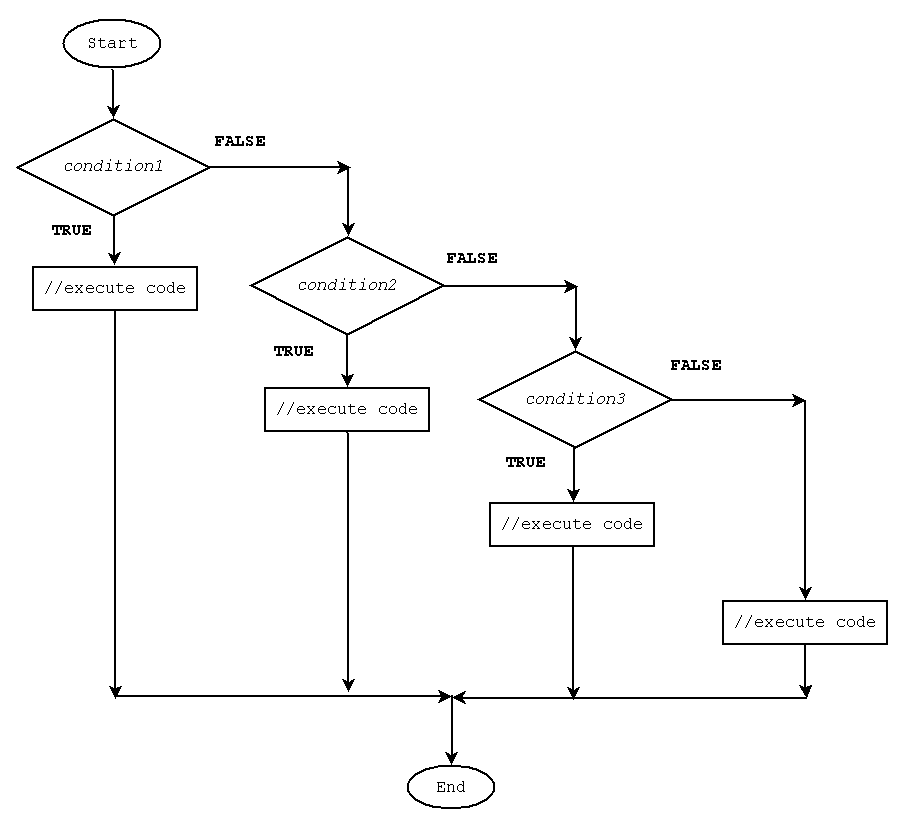 Start
FALSE
condition1
TRUE
//execute code
FALSE
condition2
TRUE
//execute code
FALSE
condition3
TRUE
//execute code
//execute code
End